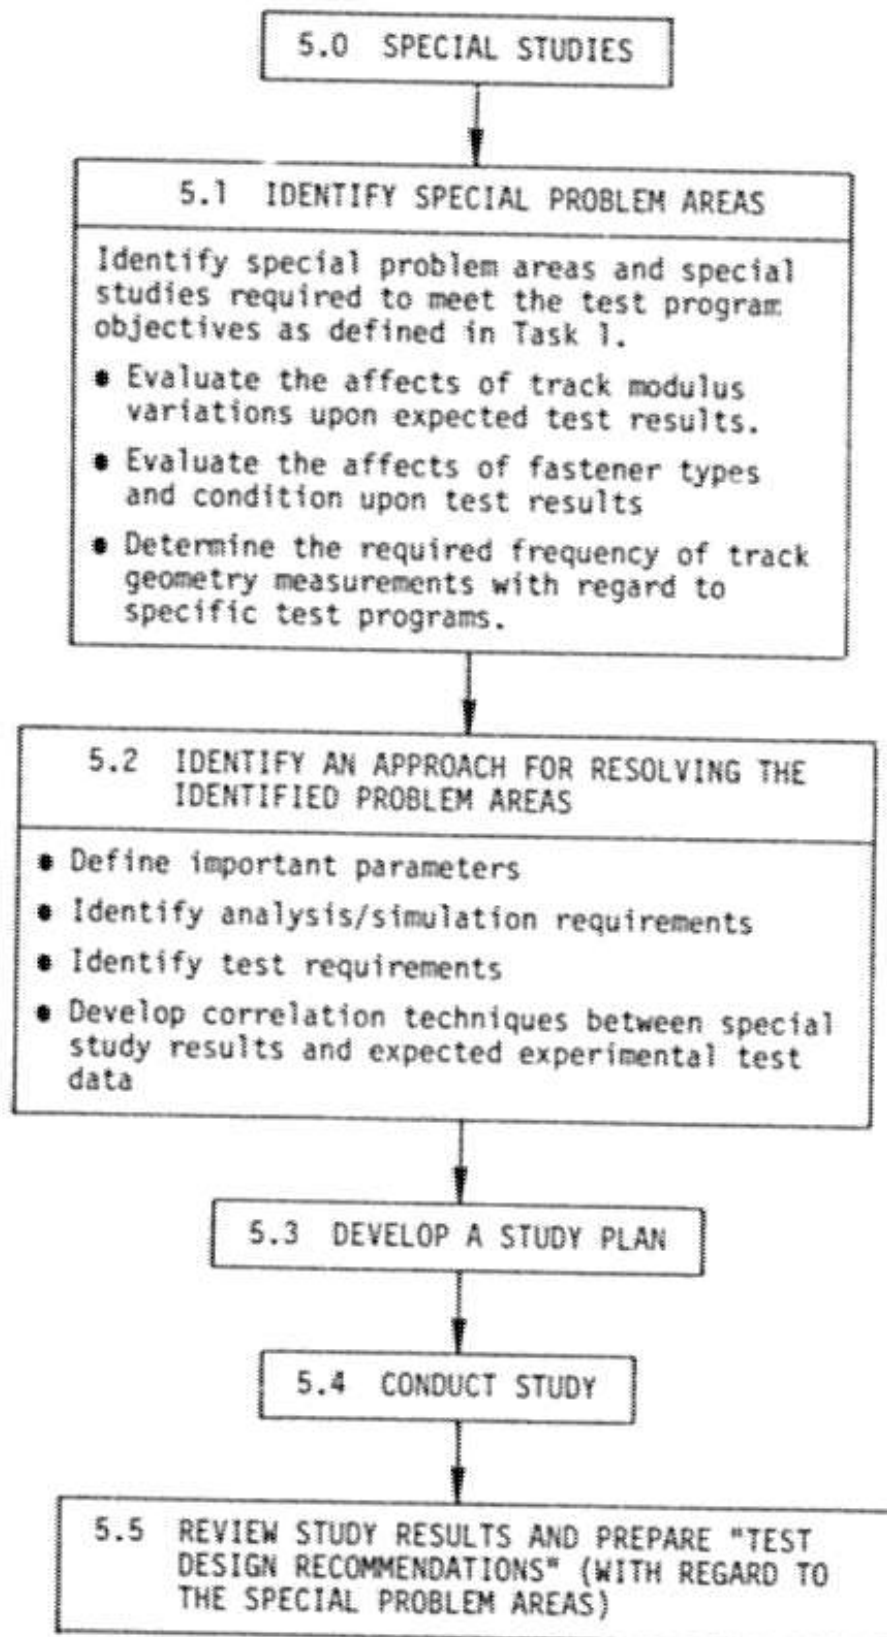 5.0 SPECIAL STUDIES
5.1 IDENTIFY SPECIAL PROBLEM AREAS
Identify special problem areas and special
studies required to meet the test program
objectives as defined in Task 1.
● Evaluate the affects of track modulus
variations upon expected test results.
● Evaluate the affects of fastener types
and condition upon test results
● Determine the required frequency of track
geometry measurements with regard to
specific test programs.
5.2 IDENTIFY AN APPROACH FOR RESOLVING THE
IDENTIFIED PROBLEM AREAS
● Define important parameters
● Identify analysis/simulation requirements
● Identify test requirements
● Develop correlation techniques between special
study results and expected experimental test
data
5.3 DEVELOP A STUDY PLAN
5.4 CONDUCT STUDY
5.5 REVIEW STUDY RESULTS AND PREPARE "TEST
DESIGN RECOMMENDATIONS" (WITH REGARD TO
THE SPECIAL PROBLEM AREAS)